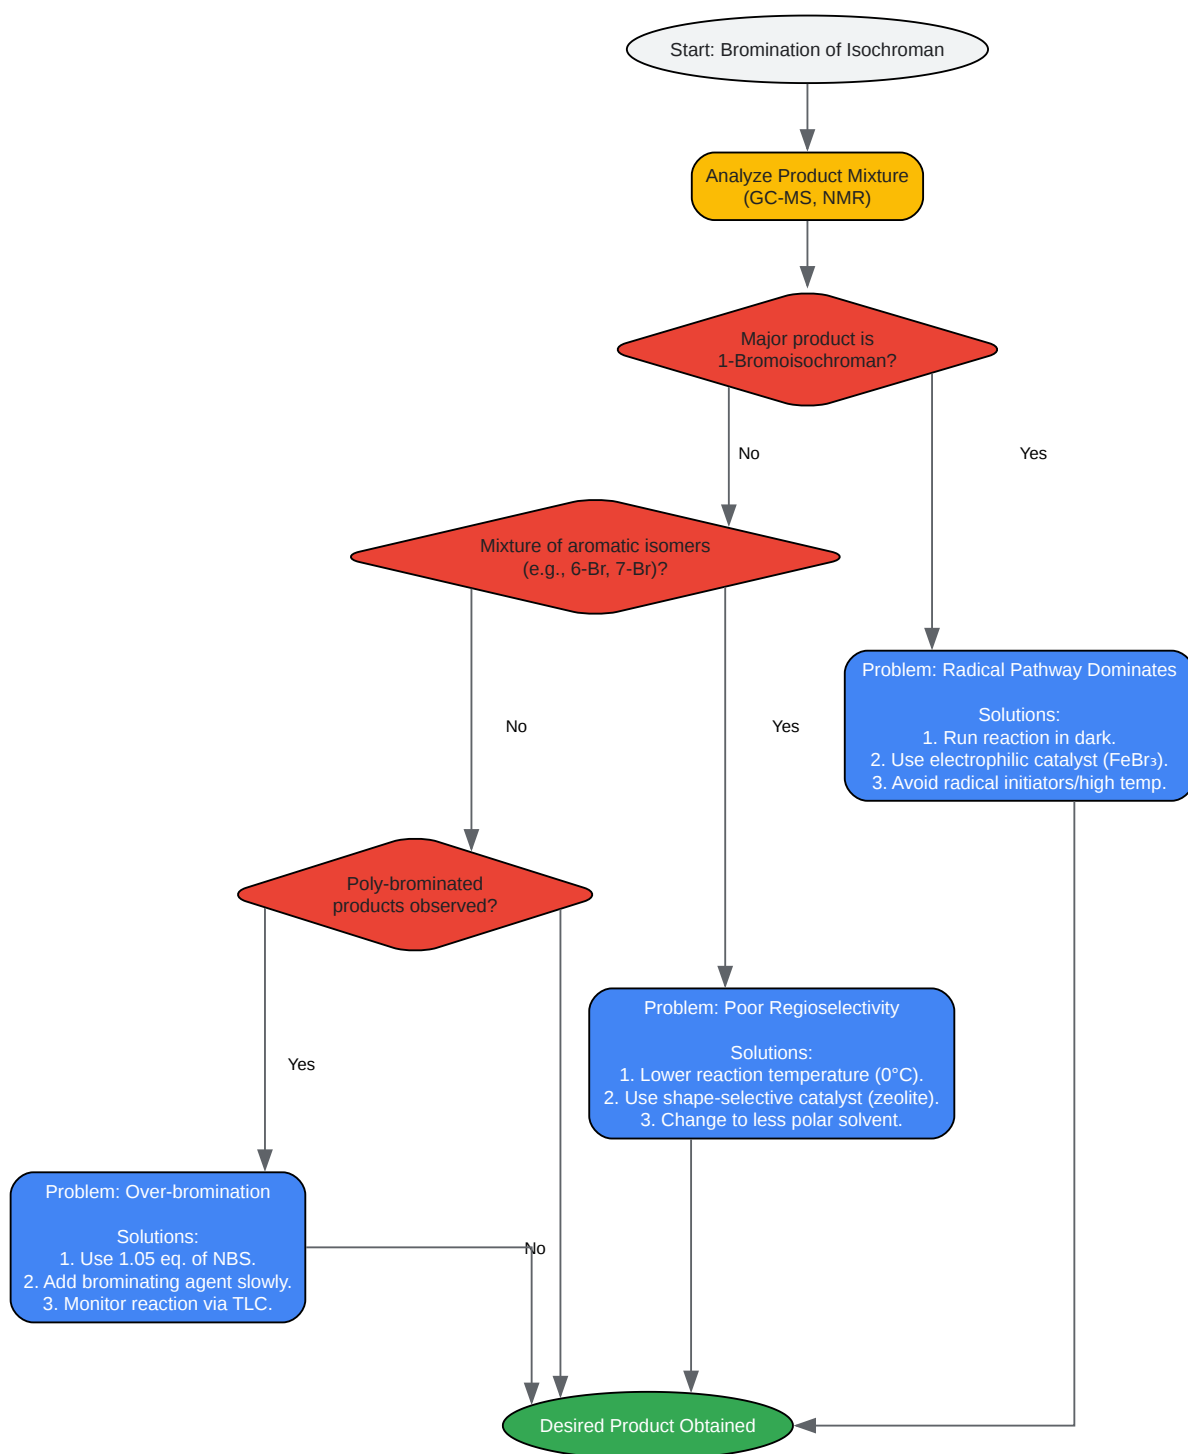 Start: Bromination of Isochroman
Analyze Product Mixture
(GC-MS, NMR)
Major product is
1-Bromoisochroman?
No
Yes
Mixture of aromatic isomers
(e.g., 6-Br, 7-Br)?
Problem: Radical Pathway Dominates
Solutions:
1. Run reaction in dark.
2. Use electrophilic catalyst (FeBr₃).
3. Avoid radical initiators/high temp.
No
Yes
Poly-brominated
products observed?
Problem: Poor Regioselectivity
Solutions:
1. Lower reaction temperature (0°C).
2. Use shape-selective catalyst (zeolite).
3. Change to less polar solvent.
Yes
Problem: Over-bromination
Solutions:
1. Use 1.05 eq. of NBS.
2. Add brominating agent slowly.
3. Monitor reaction via TLC.
No
Desired Product Obtained